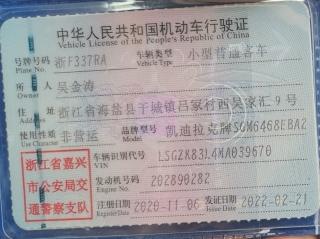 中华人民共和国机动车行驶证
Vehicle License of the People's Republic of China
号牌号码 浙F337RA 车辆类型 小型普通客车
Plate No. Vehicle Type
所有人 吴金涛
Owner
住址 浙江省海盐县于城镇吕家村西吴家汇9号
Address
使用性质 非营运 品牌型号 凯迪拉克牌SGM6468EBA2
Use Character Model
浙江省嘉兴
市公安局交
通警察支队
车辆识别代号 LSGZK83L4MA039670
VIN
发动机号码 202890282
Engine No.
注册日期 2020-11-06 发证日期 2022-02-21
Register Date Issue Date